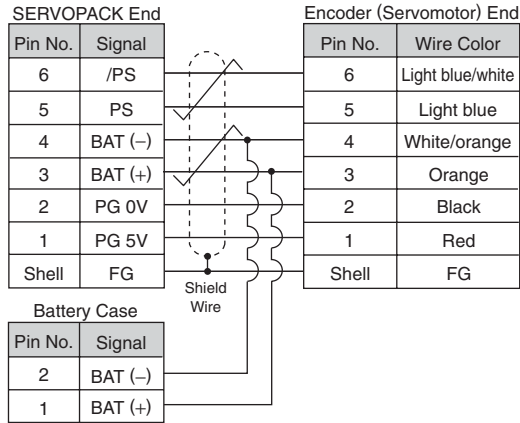 SERVOPACK End
Pin No. Signal
6 /PS
5 PS
4 BAT (−)
3 BAT (+)
2 PG 0V
1 PG 5V
Shell FG
Shield
Wire
Encoder (Servomotor) End
Pin No. Wire Color
6 Light blue/white
5 Light blue
4 White/orange
3 Orange
2 Black
1 Red
Shell FG
Battery Case
Pin No. Signal
2 BAT (−)
1 BAT (+)